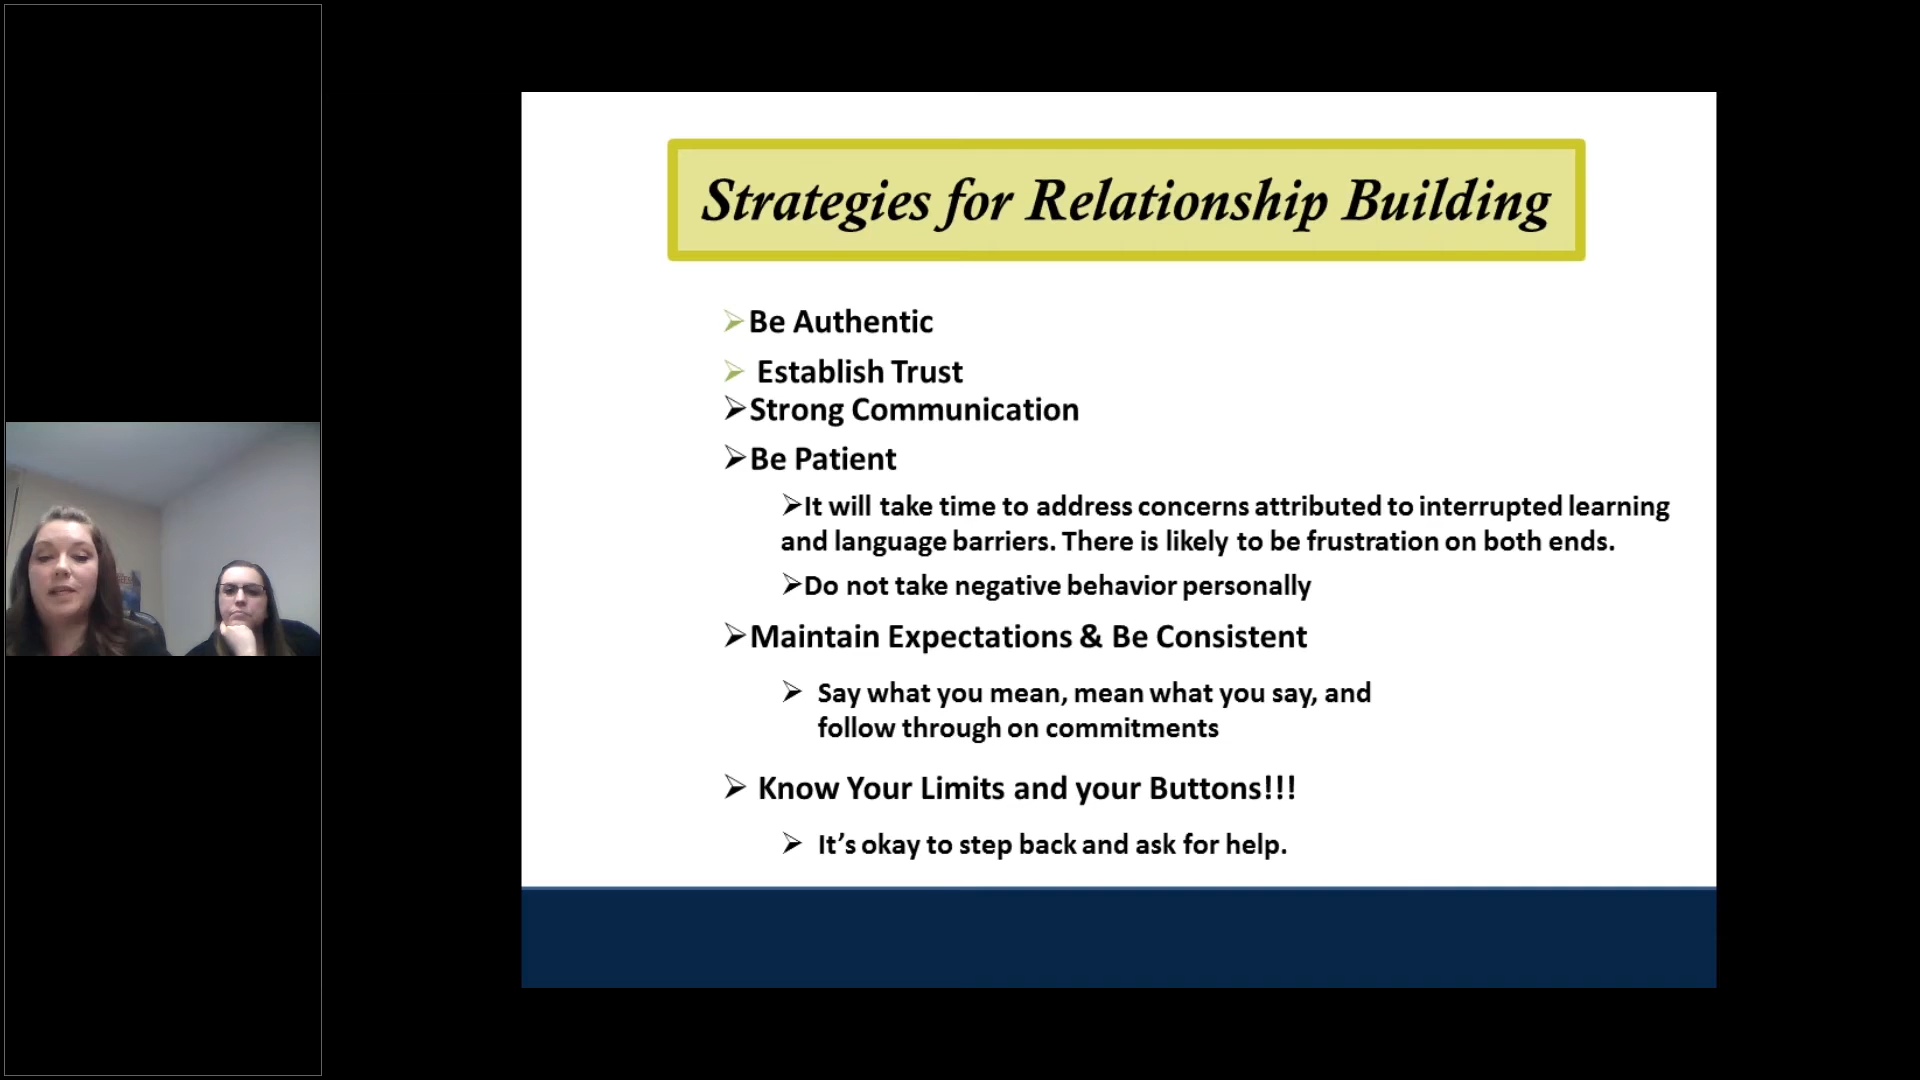 Strategies for Relationship Building
➢Be Authentic
➢ Establish Trust
➢Strong Communication
➢Be Patient
➢It will take time to address concerns attributed to interrupted learning
and language barriers. There is likely to be frustration on both ends.
➢Do not take negative behavior personally
➢Maintain Expectations & Be Consistent
➢ Say what you mean, mean what you say, and
follow through on commitments
➢ Know Your Limits and your Buttons!!!
➢ It’s okay to step back and ask for help.